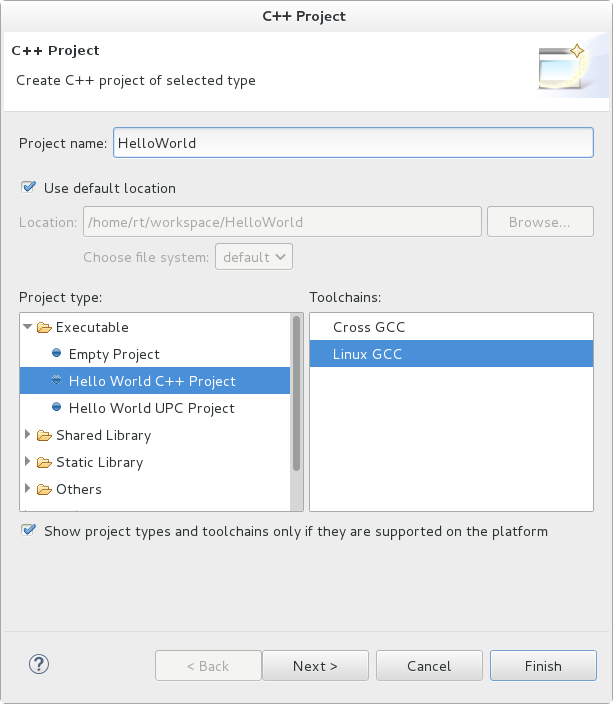 C++ Project
C++ Project
Create C++ project of selected type
Project name: HelloWorld
Use default location
Location: /home/rt/workspace/HelloWorld Browse...
Choose file system: default
Project type: Toolchains:
Executable Cross GCC
Empty Project Linux GCC
Hello World C++ Project
Hello World UPC Project
Shared Library
Static Library
Others
Show project types and toolchains only if they are supported on the platform
? < Back Next > Cancel Finish